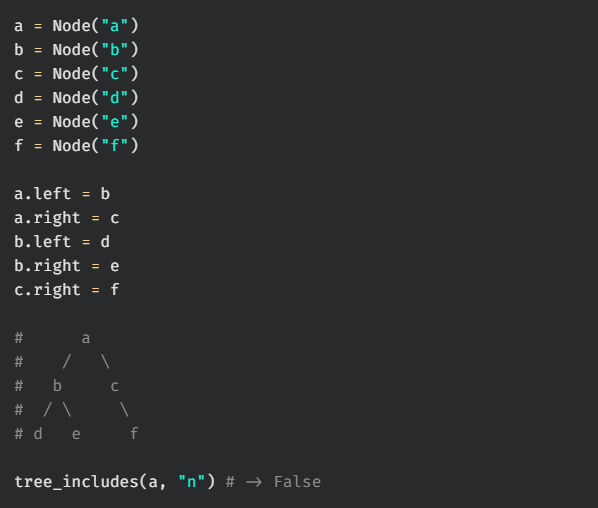 a = Node("a")
b = Node("b")
c = Node("c")
d = Node("d")
e = Node("e")
f = Node("f")

a.left = b
a.right = c
b.left = d
b.right = e
c.right = f

#      a
#    /   \
#   b     c
#  / \     \
# d   e     f

tree_includes(a, "n") # -> False